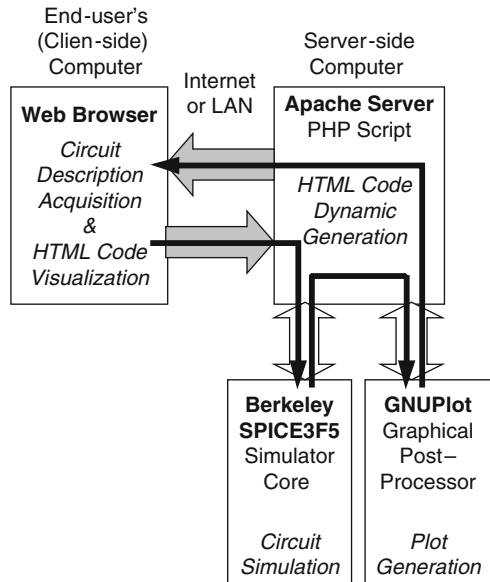 End-user's
(Clien-side)
Computer
Internet
or LAN
Server-side
Computer
Web Browser
Circuit
Description
Acquisition
&
HTML Code
Visualization
Apache Server
PHP Script
HTML Code
Dynamic
Generation
Berkeley
SPICE3F5
Simulator
Core
Circuit
Simulation
GNUPlot
Graphical
Post–
Processor
Plot
Generation